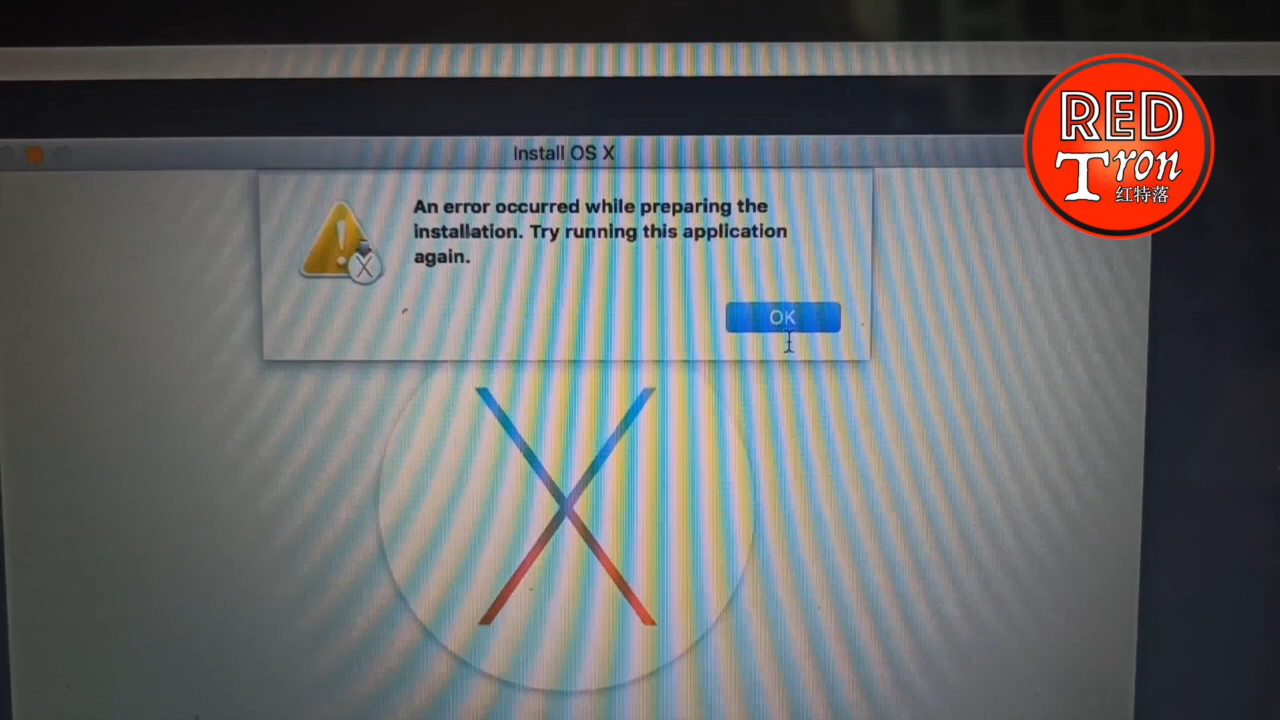 Install OS X
An error occurred while preparing the
installation. Try running this application
again.
OK
RED
Tron
红特落